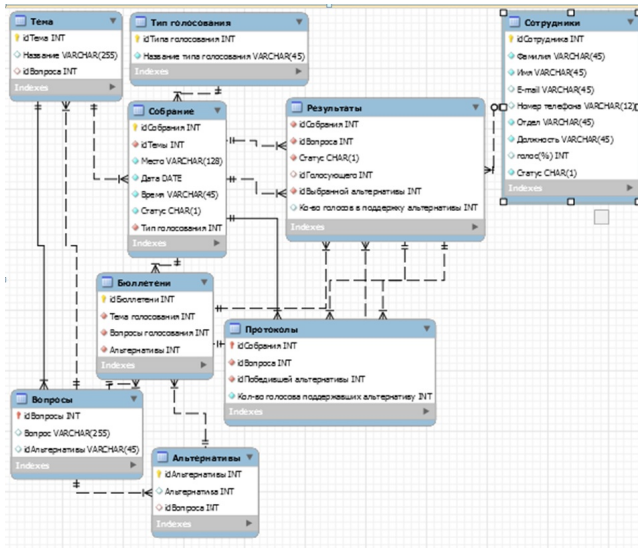 Тема
idТема INT
Название VARCHAR(255)
idВопроса INT
Indexes
Тип голосования
idТипа голосования INT
Название типа голосования VARCHAR(45)
Indexes
Сотрудники
idСотрудника INT
Фамилия VARCHAR(45)
Имя VARCHAR(45)
E-mail VARCHAR(45)
Номер телефона VARCHAR(12)
Отдел VARCHAR(45)
Должность VARCHAR(45)
голос(%) INT
Статус CHAR(1)
Indexes
Собрание
idСобрания INT
idТемы INT
Место VARCHAR(128)
Дата DATE
Время VARCHAR(45)
Статус CHAR(1)
Тип голосования INT
Indexes
Результаты
idСобрания INT
idВопроса INT
Статус CHAR(1)
idГолосующего INT
idВыбранной альтернативы INT
Ко-во голосов в поддержку альтернативы INT
Indexes
Бюллетени
idБюллетени INT
Тема голосования INT
Вопросы голосования INT
Альтернативы INT
Indexes
Протоколы
idСобрания INT
idВопроса INT
idПобедившей альтернативы INT
Кол-во голосова поддержавших альтернативу INT
Indexes
Вопросы
idВопросы INT
Вопрос VARCHAR(255)
idАльтернативы VARCHAR(45)
Indexes
Альтернативы
idАльтернативы INT
Альтернатива INT
idВопроса INT
Indexes